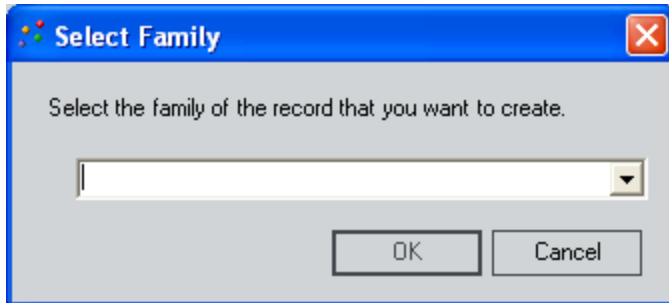 Select Family
Select the family of the record that you want to create.
OK
Cancel